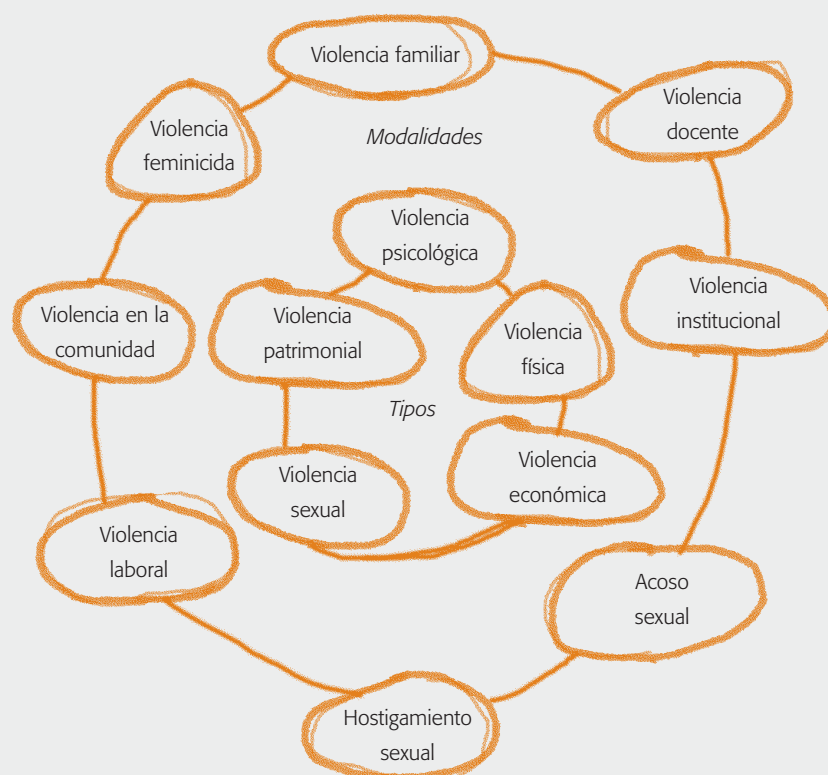 Violencia familiar
Violencia
docente
Violencia
feminicida
Modalidades
Violencia
psicológica
Violencia
institucional
Violencia en la
comunidad
Violencia
patrimonial
Violencia
física
Tipos
Violencia
sexual
Violencia
económica
Violencia
laboral
Acoso
sexual
Hostigamiento
sexual